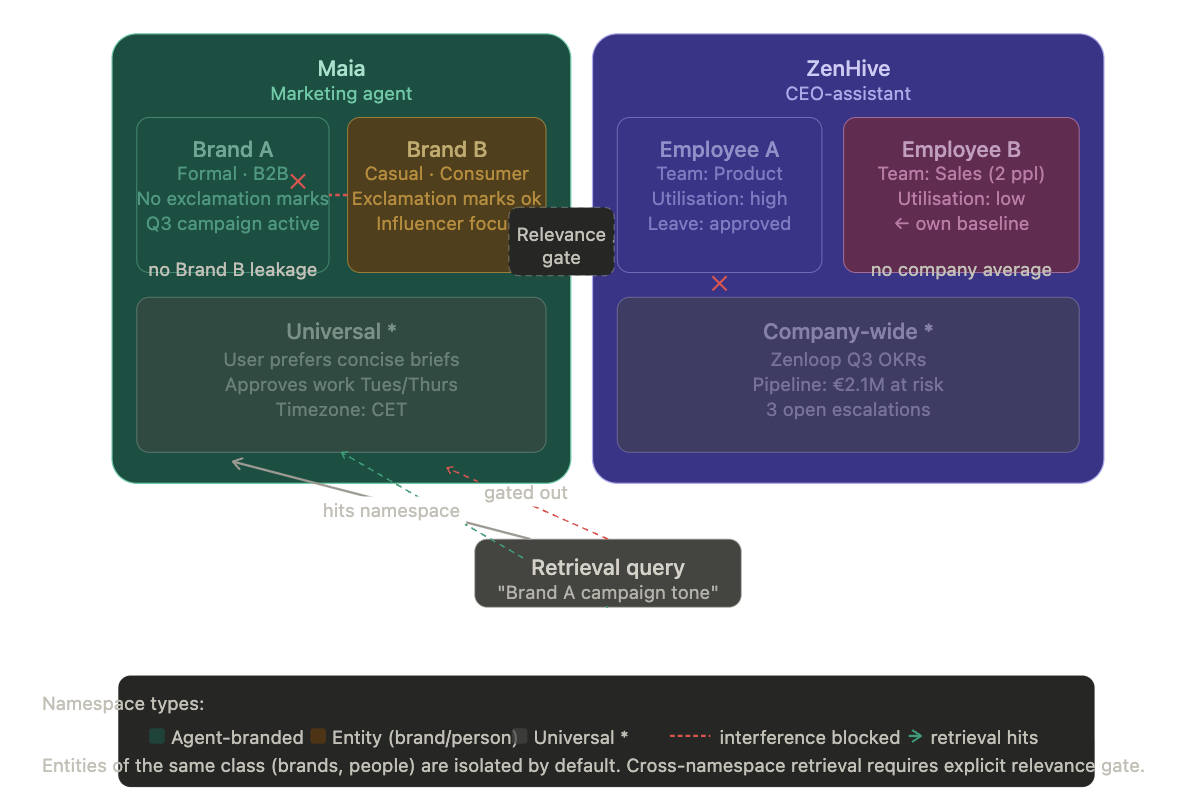 Maia
Marketing agent
Brand A
Formal · B2B
No exclamation marks
Q3 campaign active
no Brand B leakage
Brand B
Casual · Consumer
Exclamation marks ok
Influencer focu
Relevance
gate
Universal *
User prefers concise briefs
Approves work Tues/Thurs
Timezone: CET
ZenHive
CEO-assistant
Employee A
Team: Product
Utilisation: high
Leave: approved
Employee B
Team: Sales (2 ppl)
Utilisation: low
← own baseline
no company average
Company-wide *
Zenloop Q3 OKRs
Pipeline: €2.1M at risk
3 open escalations
gated out
hits namespace
Retrieval query
"Brand A campaign tone"
Namespace types:
Agent-branded
Entity (brand/person)
Universal *
interference blocked
retrieval hits
Entities of the same class (brands, people) are isolated by default. Cross-namespace retrieval requires explicit relevance gate.